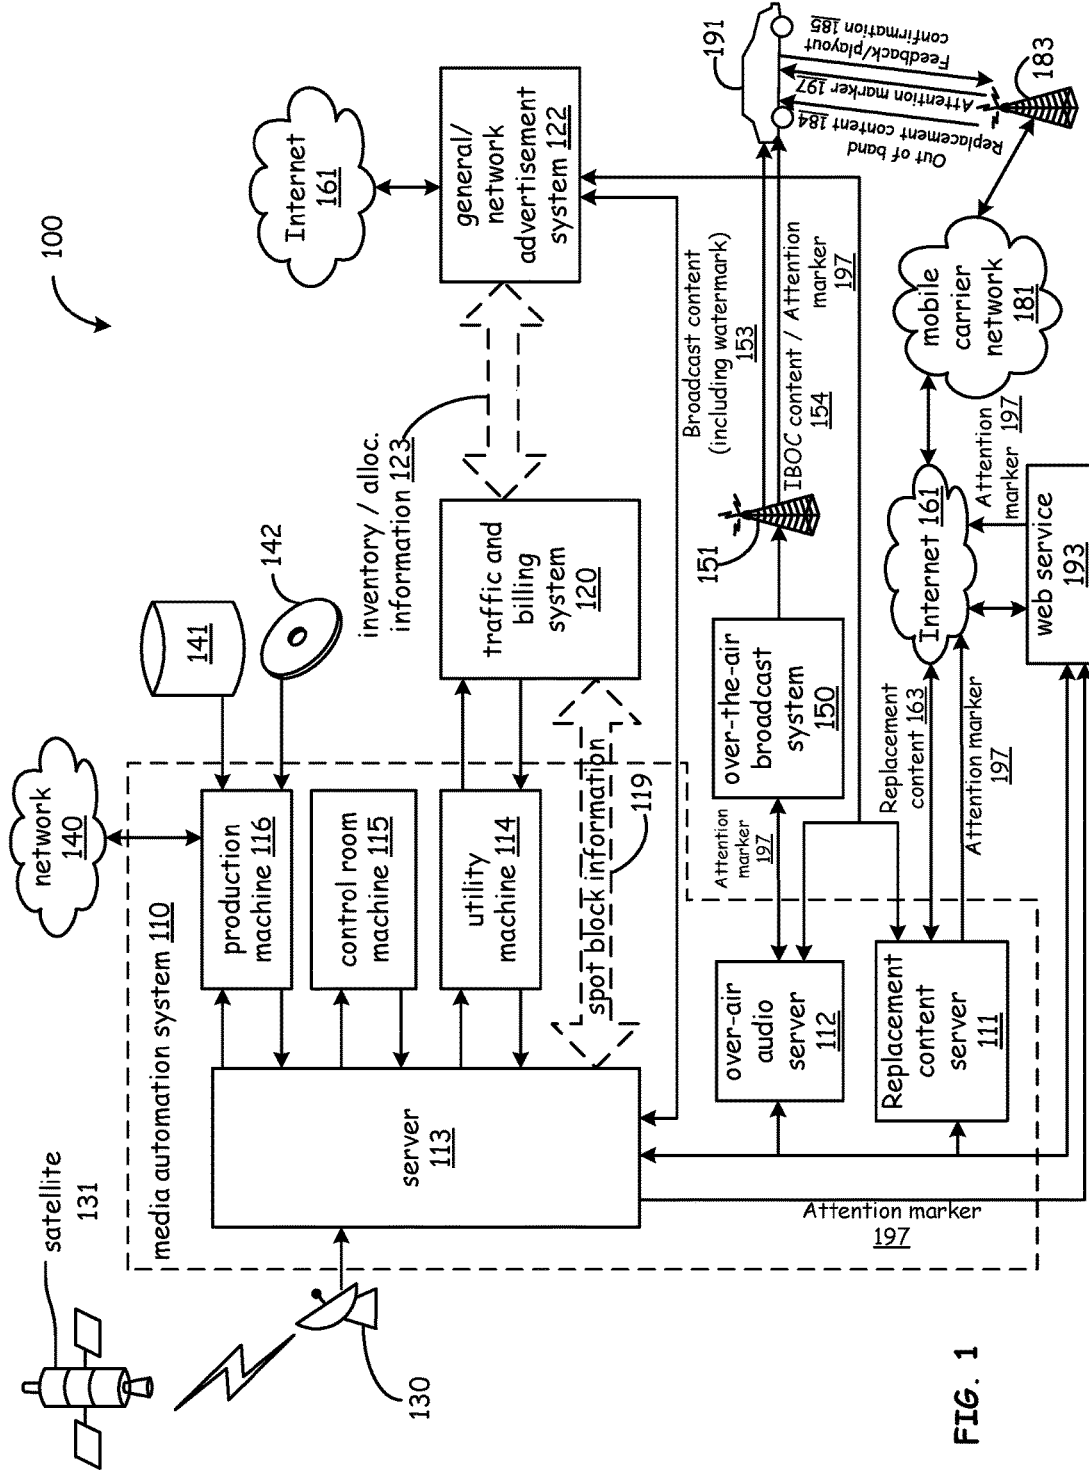 100
satellite
131
130
media automation system 110
server
113
network
140
141
142
production
machine 116
control room
machine 115
utility
machine 114
spot block information
119
traffic and
billing
system
120
inventory / alloc.
information 123
Internet
161
general/
network
advertisement
system 122
over-air
audio
server
112
Replacement
content
server
111
Attention
marker
197
over-the-air
broadcast
system
150
151
Broadcast content
(including watermark)
153
IBOC content / Attention
154
marker
197
191
Feedback/playout
confirmation 185
Attention marker 197
Replacement content 184
Out of band
183
mobile
carrier
network
181
Internet 161
Replacement
content 163
Attention marker
197
Attention
marker 197
web service
193
Attention marker
197
FIG. 1